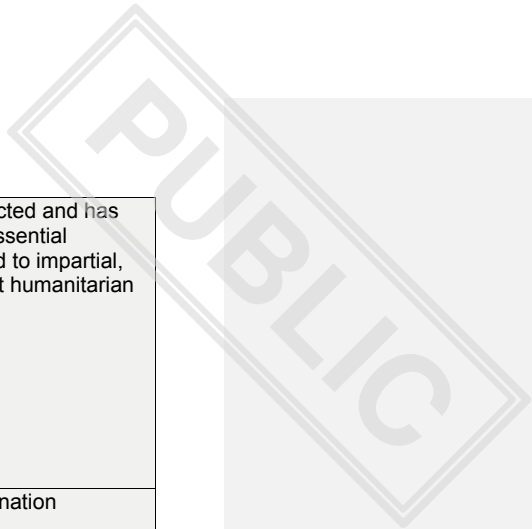 cted and has
ssential
d to impartial,
t humanitarian
nation
PUBLIC